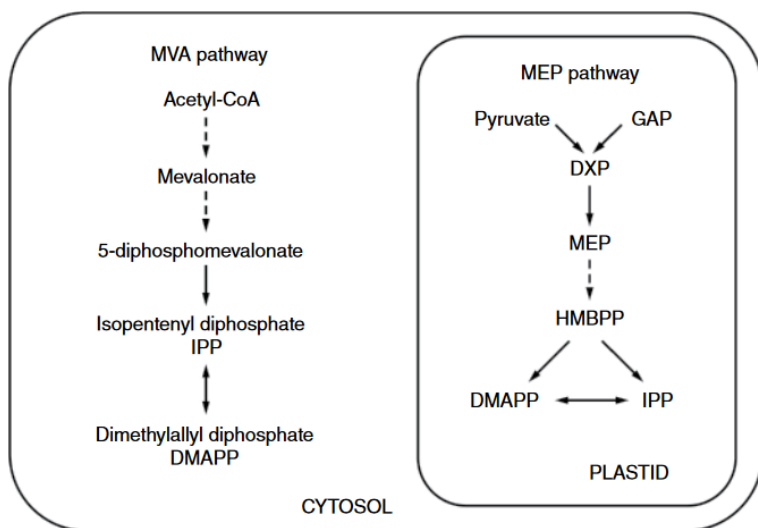 MVA pathway
Acetyl-CoA
Mevalonate
5-diphosphomevalonate
Isopentenyl diphosphate
IPP
Dimethylallyl diphosphate
DMAPP
CYTOSOL
MEP pathway
Pyruvate GAP
DXP
MEP
HMBPP
DMAPP IPP
PLASTID